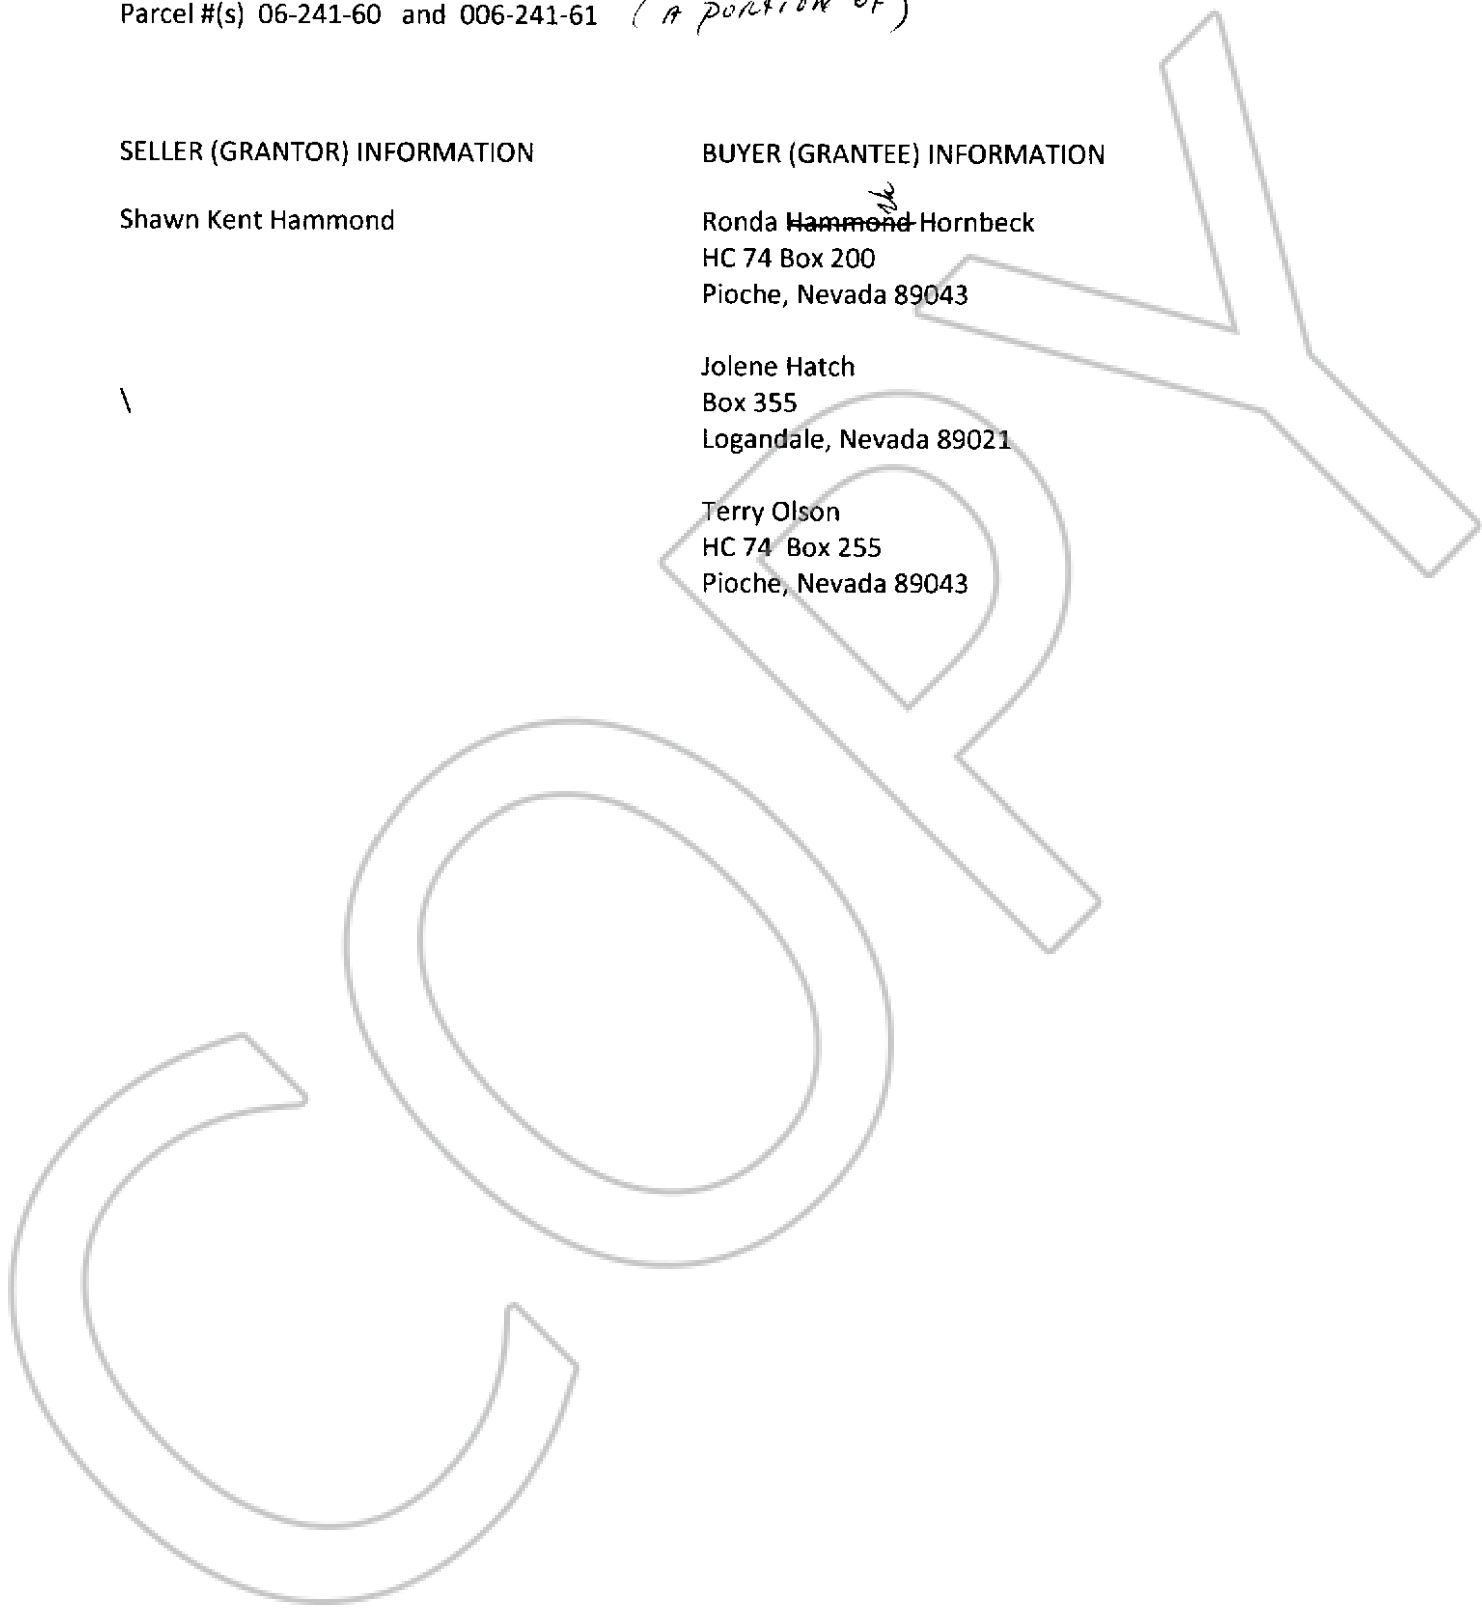 Parcel #(s) 06-241-60 and 006-241-61 (A PORTION OF)
SELLER (GRANTOR) INFORMATION
Shawn Kent Hammond
\
BUYER (GRANTEE) INFORMATION
Ronda Hammond Hornbeck
HC 74 Box 200
Pioche, Nevada 89043
Jolene Hatch
Box 355
Logandale, Nevada 89021
Terry Olson
HC 74 Box 255
Pioche, Nevada 89043
COPY